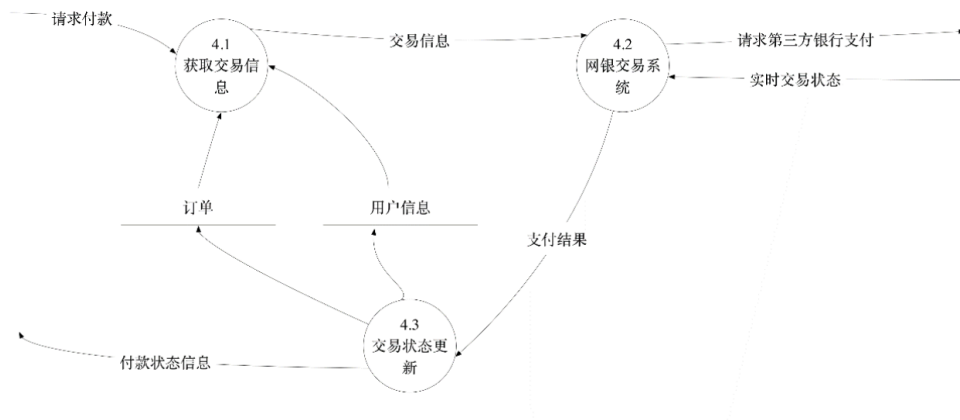 请求付款
4.1
获取交易信
息
交易信息
4.2
网银交易系
统
请求第三方银行支付
实时交易状态
订单
用户信息
支付结果
4.3
交易状态更
新
付款状态信息